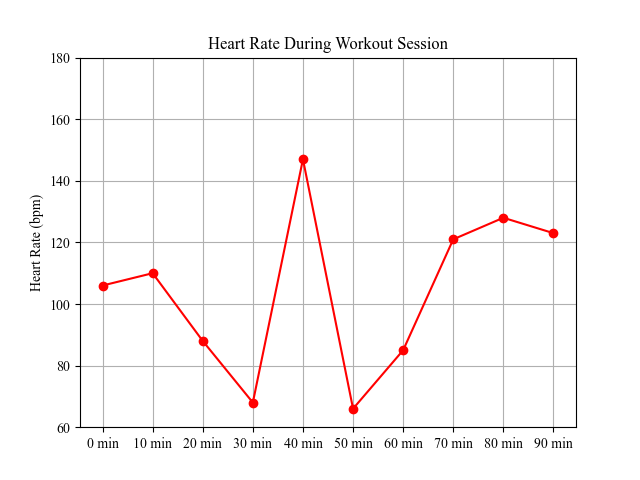 Heart Rate During Workout Session
Heart Rate (bpm)
180
160
140
120
100
80
60
0 min 10 min 20 min 30 min 40 min 50 min 60 min 70 min 80 min 90 min